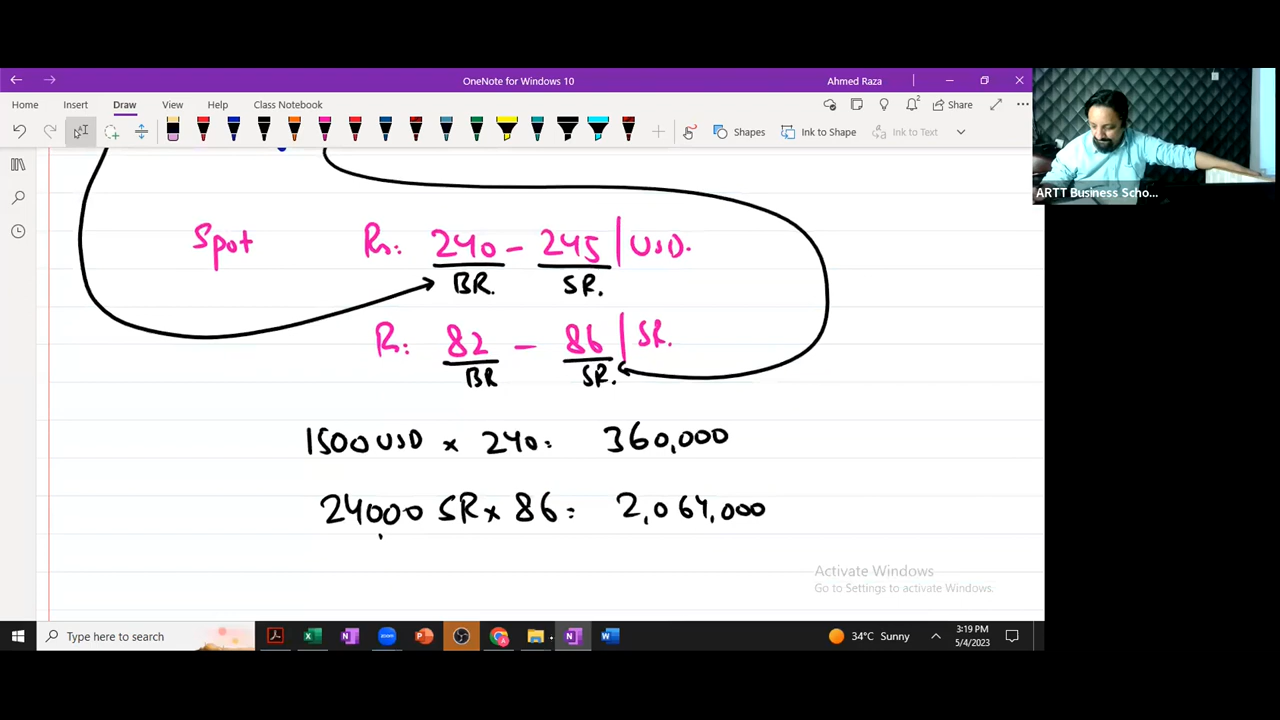 OneNote for Windows 10
Ahmed Raza
Home Insert Draw View Help Class Notebook
Share
Shapes Ink to Shape Ink to Text
ARTT Business Scho...
Spot Rs: 240 - 245 | USD.
BR. SR.
R: 82 - 86 | SR.
BR SR.
1500 USD x 240 = 360,000
24000 SR x 86 = 2,064,000
Activate Windows
Go to Settings to activate Windows.
Type here to search
34°C Sunny
3:19 PM
5/4/2023